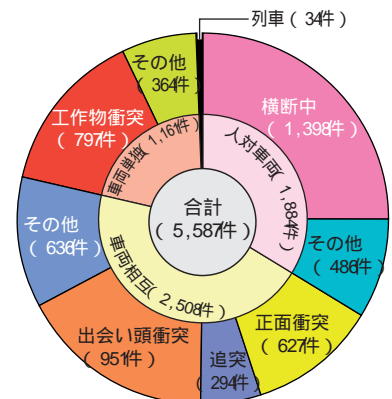 列車( 34件)
その他
( 364件)
横断中
( 1,398件)
工作物衝突
( 797件)
車両単独( 1,161件)
人対車両( 1,884件)
合計
( 5,587件)
その他
( 636件)
その他
( 486件)
車両相互( 2,508件)
正面衝突
( 627件)
出会い頭衝突
( 951件)
追突
( 294件)